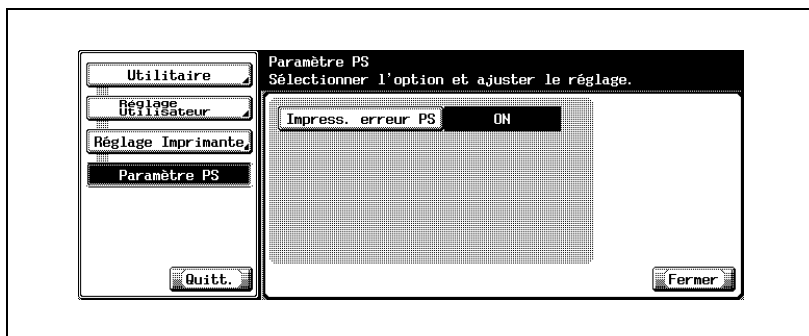 Utilitaire
Réglage
Utilisateur
Réglage Imprimante
Paramètre PS
Quitt.
Paramètre PS
Sélectionner l'option et ajuster le réglage.
Impress. erreur PS
ON
Fermer